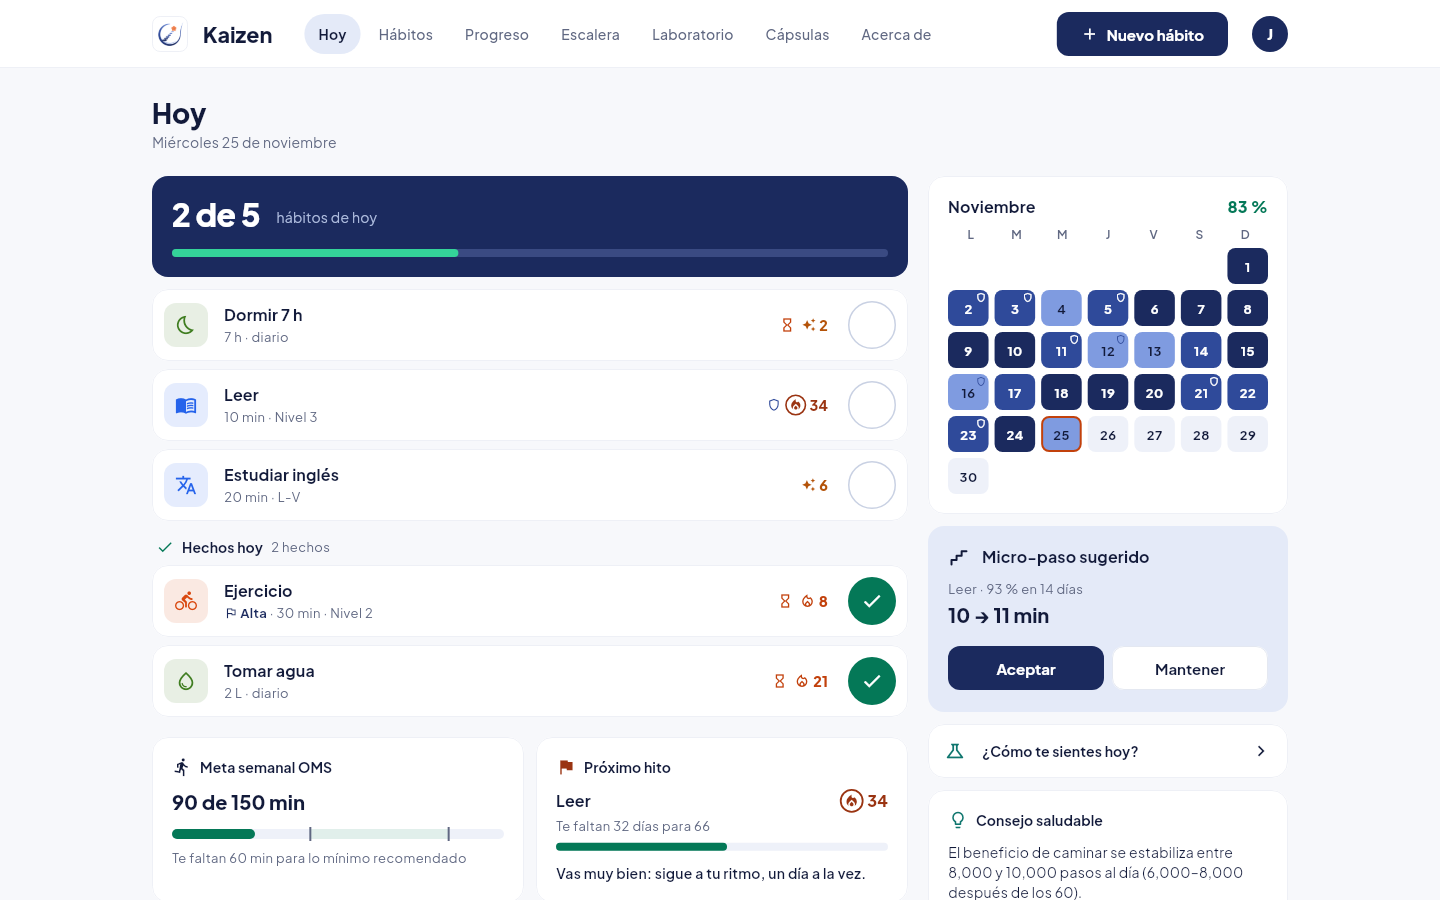 Kaizen
Hoy
Hábitos
Progreso
Escalera
Laboratorio
Cápsulas
Acerca de
+ Nuevo hábito
J
Hoy
Miércoles 25 de noviembre
2 de 5 hábitos de hoy
Dormir 7 h
7 h · diario
2
Leer
10 min · Nivel 3
34
Estudiar inglés
20 min · L-V
6
Hechos hoy 2 hechos
Ejercicio
Alta · 30 min · Nivel 2
8
Tomar agua
2 L · diario
21
Meta semanal OMS
90 de 150 min
Te faltan 60 min para lo mínimo recomendado
Próximo hito
Leer 34
Te faltan 32 días para 66
Vas muy bien: sigue a tu ritmo, un día a la vez.
Noviembre 83 %
L M M J V S D
1
2 3 4 5 6 7 8
9 10 11 12 13 14 15
16 17 18 19 20 21 22
23 24 25 26 27 28 29
30
Micro-paso sugerido
Leer · 93 % en 14 días
10 → 11 min
Aceptar Mantener
¿Cómo te sientes hoy?
Consejo saludable
El beneficio de caminar se estabiliza entre
8,000 y 10,000 pasos al día (6,000–8,000
después de los 60).